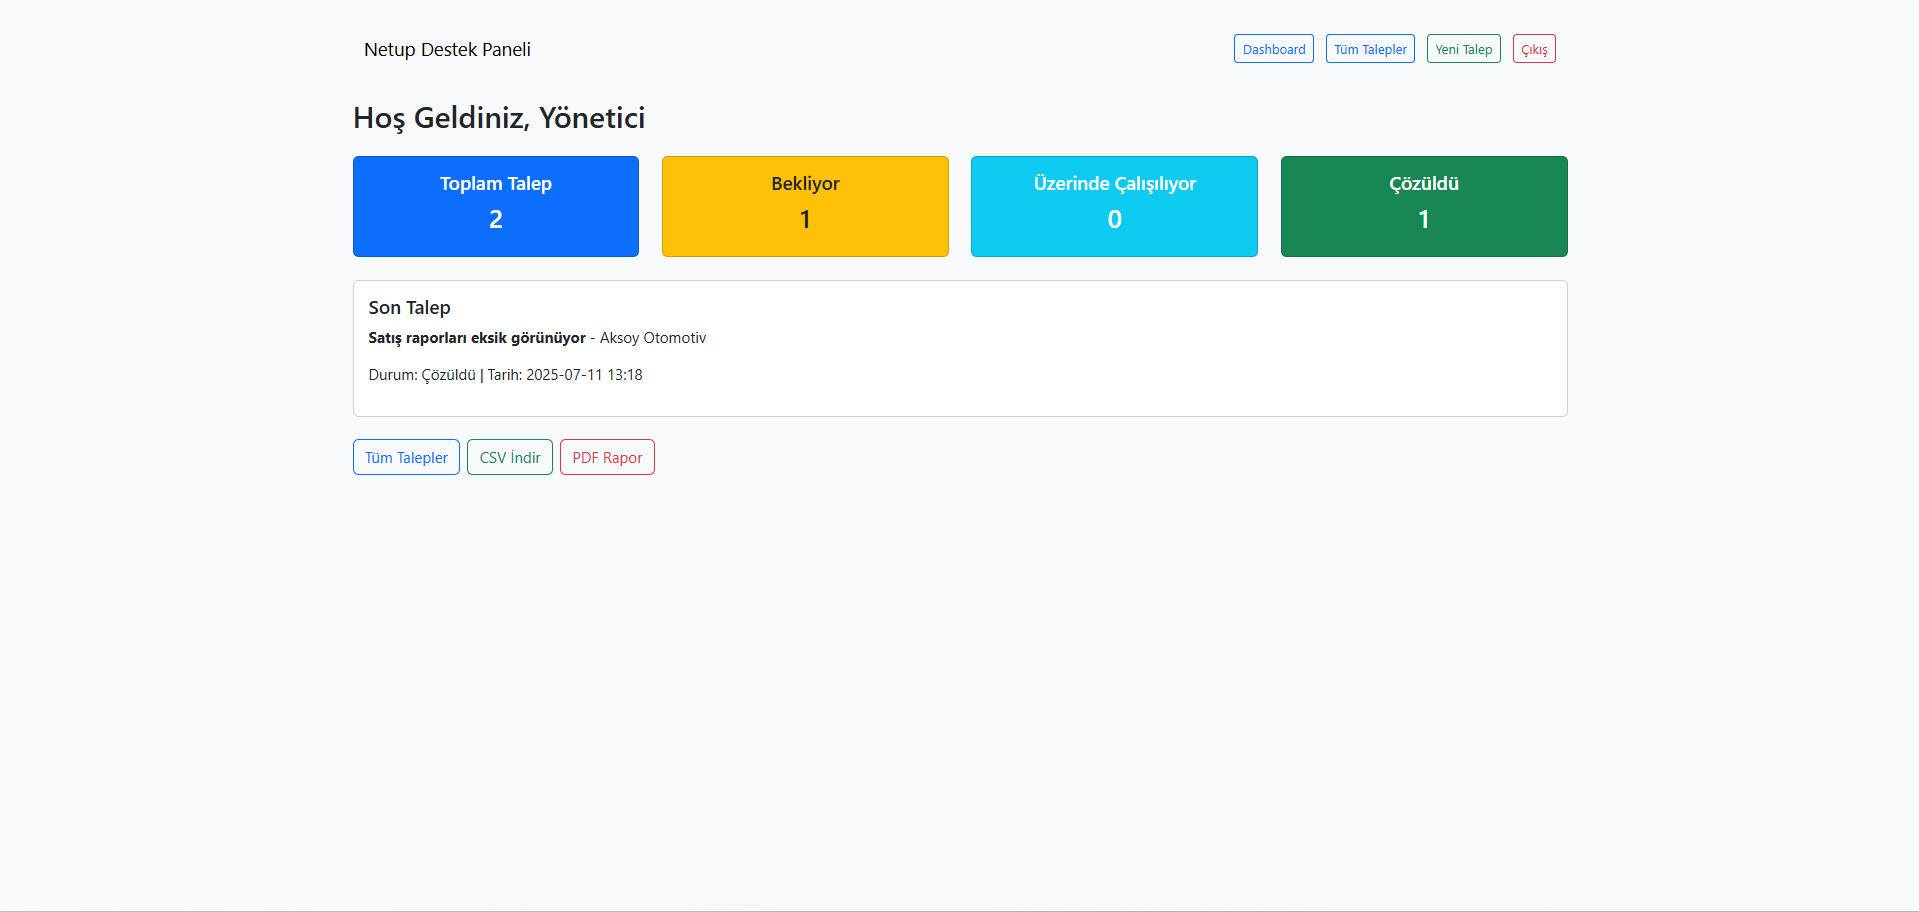 Netup Destek Paneli
Dashboard
Tüm Talepler
Yeni Talep
Çıkış
Hoş Geldiniz, Yönetici
Toplam Talep
2
Bekliyor
1
Üzerinde Çalışılıyor
0
Çözüldü
1
Son Talep
Satış raporları eksik görünüyor - Aksoy Otomotiv
Durum: Çözüldü | Tarih: 2025-07-11 13:18
Tüm Talepler
CSV İndir
PDF Rapor